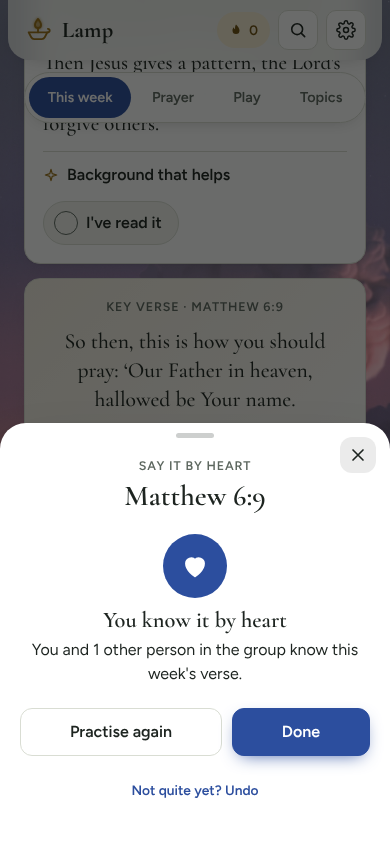 Lamp
0
Then Jesus gives a pattern, the Lord's
This week
Prayer
Play
Topics
forgive others.
Background that helps
I've read it
KEY VERSE · MATTHEW 6:9
So then, this is how you should
pray: ‘Our Father in heaven,
hallowed be Your name.
SAY IT BY HEART
Matthew 6:9
You know it by heart
You and 1 other person in the group know this
week's verse.
Practise again
Done
Not quite yet? Undo